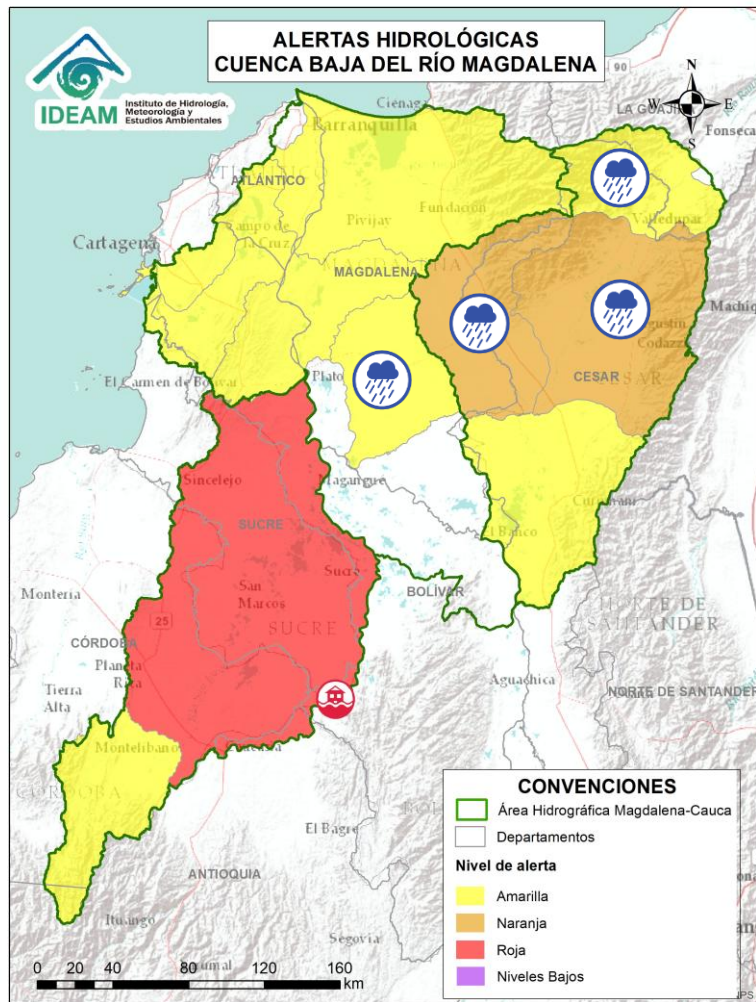 ALERTAS HIDROLÓGICAS
CUENCA BAJA DEL RÍO MAGDALENA
IDEAM
Instituto de Hidrología,
Meteorología y
Estudios Ambientales
N
W
E
S
90
LA GUAJI
Fonseca
Ciénaga
Barranquilla
ATLÁNTICO
Valledupar
Fundación
Pivijay
Campo de
la Cruz
Cartagena
MAGDALENA
MAGDALENA
Machiq
Agustín
Codazzi
CESAR
El Carmen de Bolívar
Plato
Sincelejo
Magangué
Curumaní
El Banco
SUCRE
Sucre
San
Marcos
BOLÍVAR
Montería
SUCRE
NORTE DE
SANTANDER
25
CÓRDOBA
Planeta
Rica
Aguachica
NORTE DE SANTANDER
Tierra
Alta
Montelíbano
Caucasia
CÓRDOBA
El Bagre
ANTIOQUIA
Ituango
Segovia
CONVENCIONES
Área Hidrográfica Magdalena-Cauca
Departamentos
Nivel de alerta
Amarilla
Naranja
Roja
Niveles Bajos
0 20 40 80 120 160
km